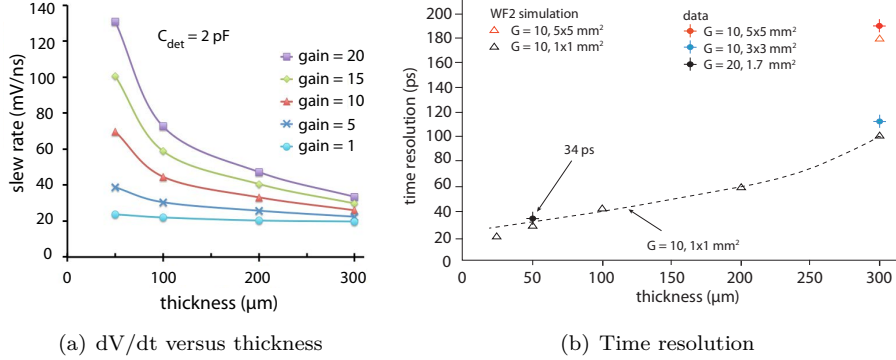 140
120
100
80
60
40
20
0
slew rate (mV/ns)
C_det = 2 pF
gain = 20
gain = 15
gain = 10
gain = 5
gain = 1
0
100
200
300
thickness (µm)
(a) dV/dt versus thickness
200
180
160
140
120
100
80
60
40
20
0
time resolution (ps)
WF2 simulation
G = 10, 5x5 mm²
G = 10, 1x1 mm²
data
G = 10, 5x5 mm²
G = 10, 3x3 mm²
G = 20, 1.7 mm²
34 ps
G = 10, 1x1 mm²
50
100
150
200
250
300
thickness (µm)
(b) Time resolution